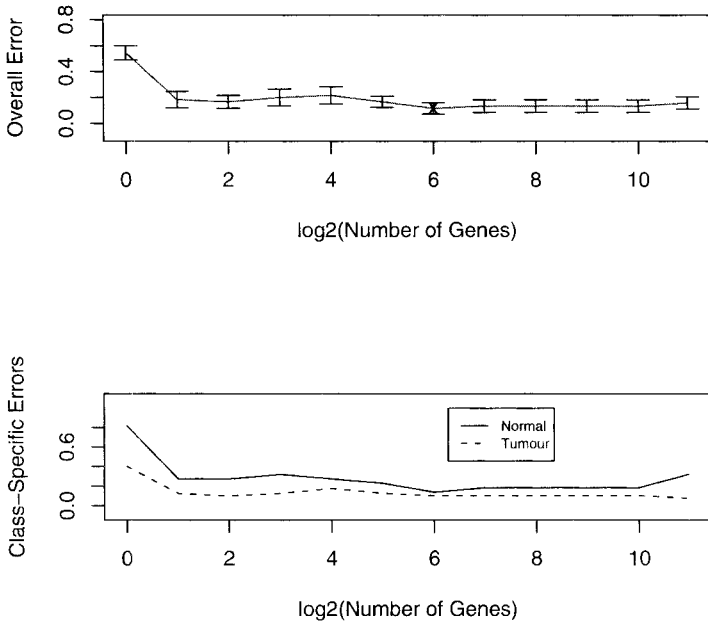 Overall Error
0.8
0.4
0.0
0 2 4 6 8 10
log2(Number of Genes)
Class-Specific Errors
0.6
0.0
Normal
Tumour
0 2 4 6 8 10
log2(Number of Genes)